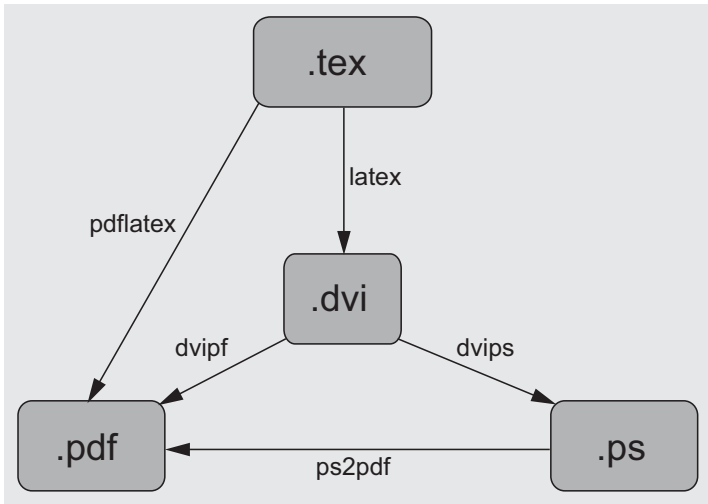 .tex
latex
pdflatex
.dvi
dvipf
dvips
.pdf
.ps
ps2pdf